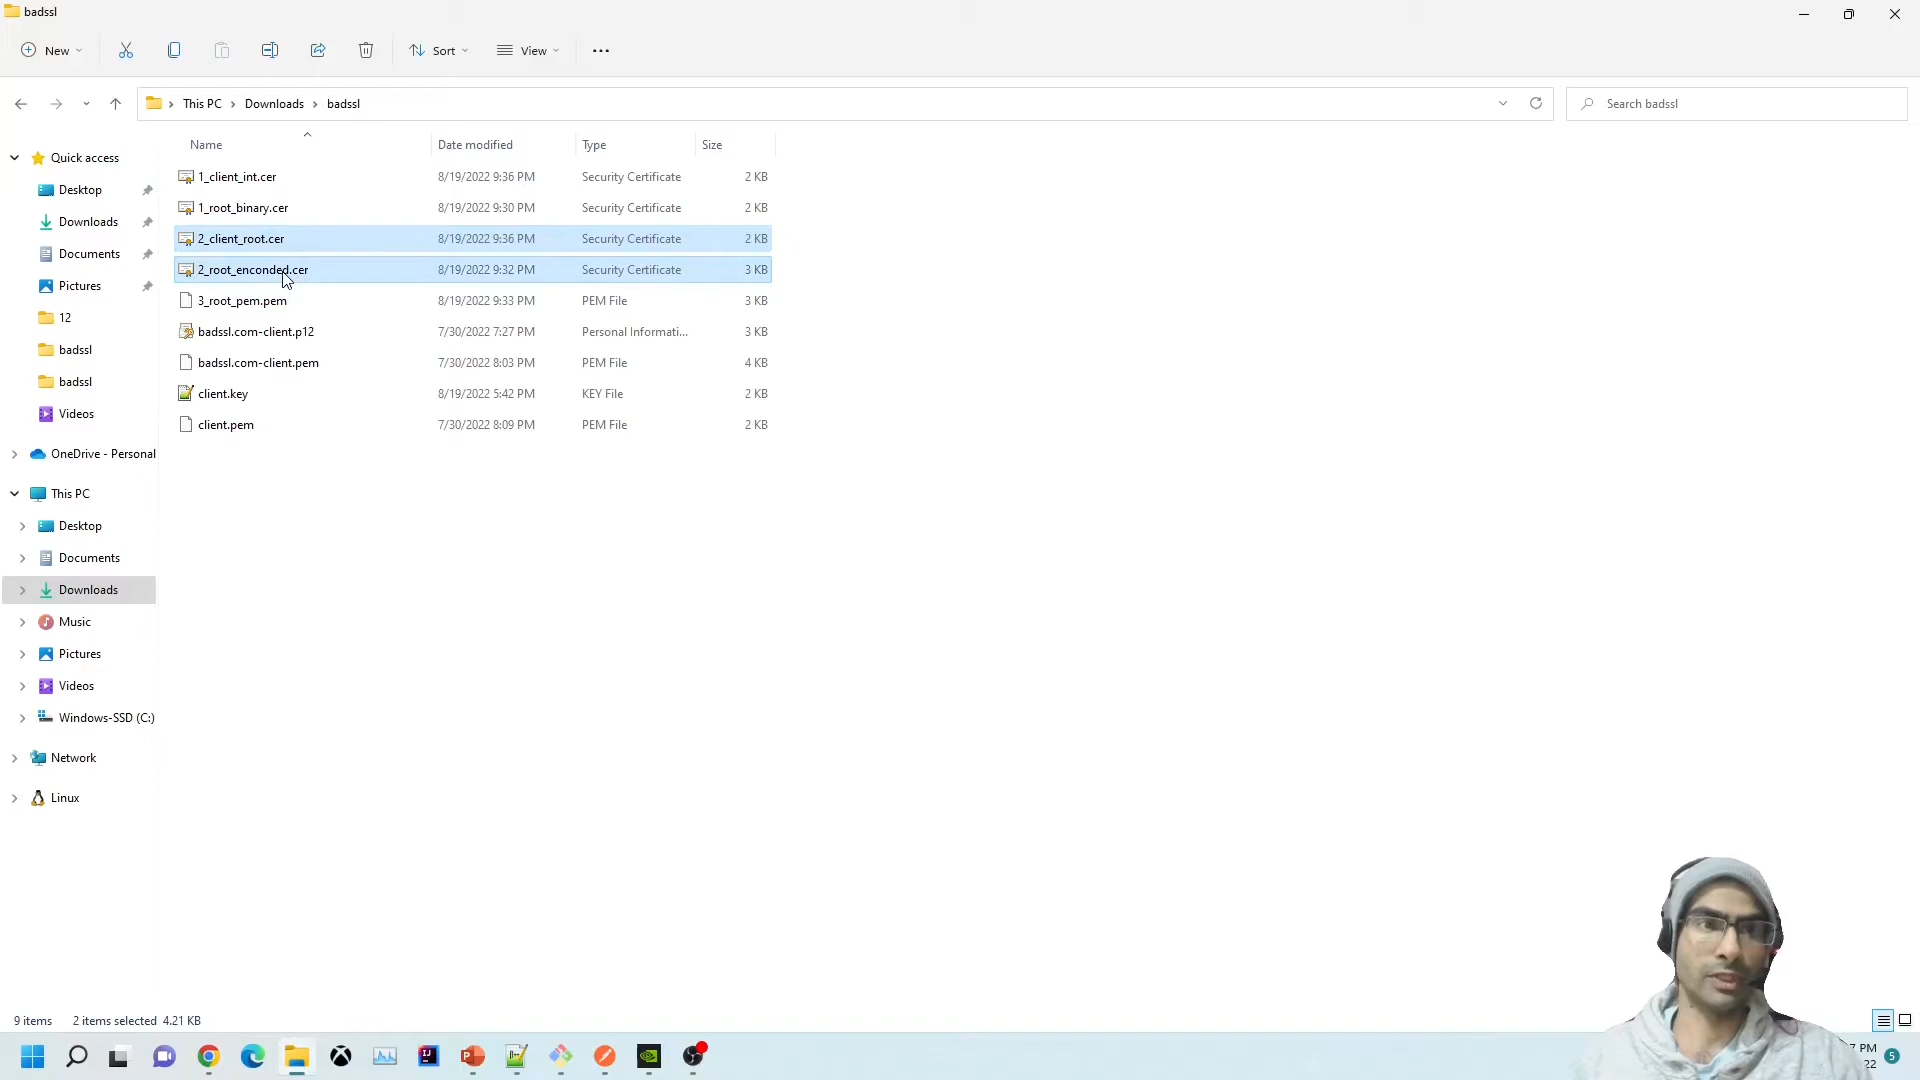 badssl
New
Sort
View
This PC
Downloads
badssl
Search badssl
Name
Date modified
Type
Size
1_client_int.cer
8/19/2022 9:36 PM
Security Certificate
2 KB
1_root_binary.cer
8/19/2022 9:30 PM
Security Certificate
2 KB
2_client_root.cer
8/19/2022 9:36 PM
Security Certificate
2 KB
2_root_enconded.cer
8/19/2022 9:32 PM
Security Certificate
3 KB
3_root_pem.pem
8/19/2022 9:33 PM
PEM File
3 KB
badssl.com-client.p12
7/30/2022 7:27 PM
Personal Informati...
3 KB
badssl.com-client.pem
7/30/2022 8:03 PM
PEM File
4 KB
client.key
8/19/2022 5:42 PM
KEY File
2 KB
client.pem
7/30/2022 8:09 PM
PEM File
2 KB
Quick access
Desktop
Downloads
Documents
Pictures
12
badssl
badssl
Videos
OneDrive - Personal
This PC
Desktop
Documents
Downloads
Music
Pictures
Videos
Windows-SSD (C:)
Network
Linux
9 items
2 items selected 4.21 KB
7 PM
22
5